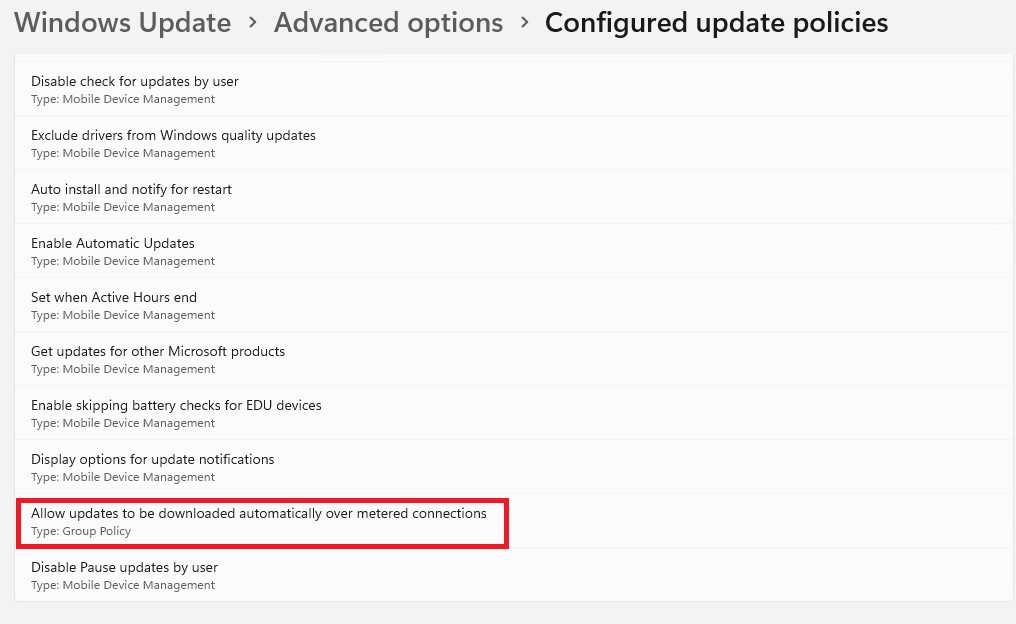 Windows Update > Advanced options > Configured update policies
Disable check for updates by user
Type: Mobile Device Management
Exclude drivers from Windows quality updates
Type: Mobile Device Management
Auto install and notify for restart
Type: Mobile Device Management
Enable Automatic Updates
Type: Mobile Device Management
Set when Active Hours end
Type: Mobile Device Management
Get updates for other Microsoft products
Type: Mobile Device Management
Enable skipping battery checks for EDU devices
Type: Mobile Device Management
Display options for update notifications
Type: Mobile Device Management
Allow updates to be downloaded automatically over metered connections
Type: Group Policy
Disable Pause updates by user
Type: Mobile Device Management